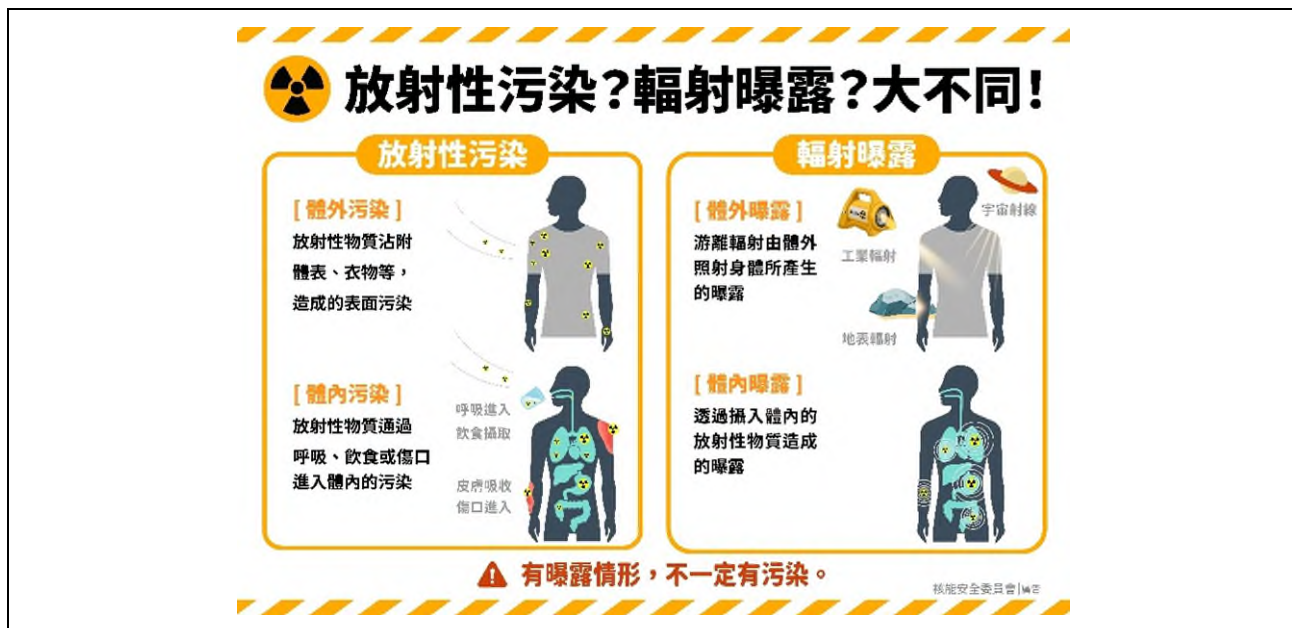 放射性污染？輻射曝露？大不同！
放射性污染
[ 體外污染 ]
放射性物質沾附
體表、衣物等，
造成的表面污染
[ 體內污染 ]
放射性物質通過
呼吸、飲食或傷口
進入體內的污染
呼吸進入
飲食攝取
皮膚吸收
傷口進入
輻射曝露
[ 體外曝露 ]
游離輻射由體外
照射身體所產生
的曝露
工業輻射
宇宙射線
地表輻射
[ 體內曝露 ]
透過攝入體內的
放射性物質造成
的曝露
有曝露情形，不一定有污染。
核能安全委員會